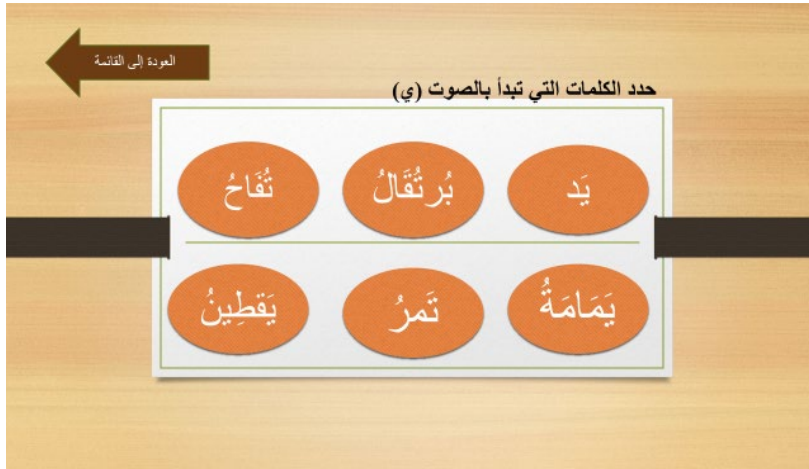 العودة إلى القائمة
حدد الكلمات التي تبدأ بالصوت (ي)
يَد بُرتُقَالُ تُفَاحُ
يَمَامَةُ تَمرُ يَقطِينُ